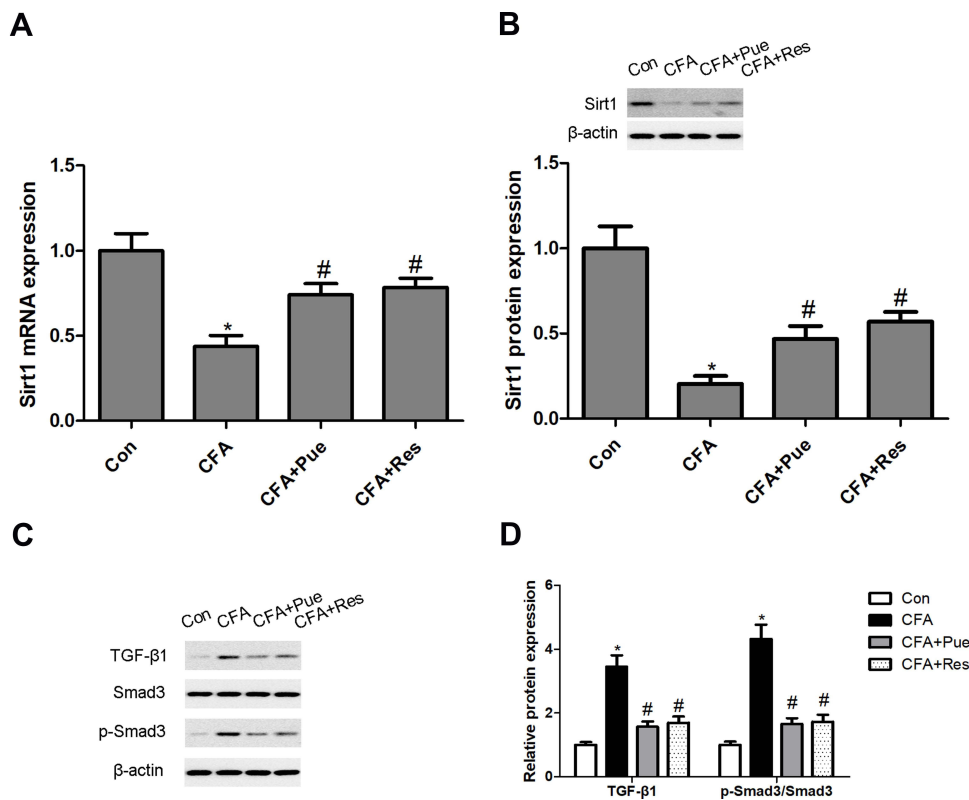 A
Sirt1 mRNA expression
1.5
1.0
0.5
0.0
*
#
#
Con
CFA
CFA+Pue
CFA+Res
B
Con CFA CFA+Pue CFA+Res
Sirt1
β-actin
Sirt1 protein expression
1.5
1.0
0.5
0.0
*
#
#
Con
CFA
CFA+Pue
CFA+Res
C
Con CFA CFA+Pue CFA+Res
TGF-β1
Smad3
p-Smad3
β-actin
D
Relative protein expression
6
4
2
0
*
#
#
*
#
#
TGF-β1
p-Smad3/Smad3
Con
CFA
CFA+Pue
CFA+Res